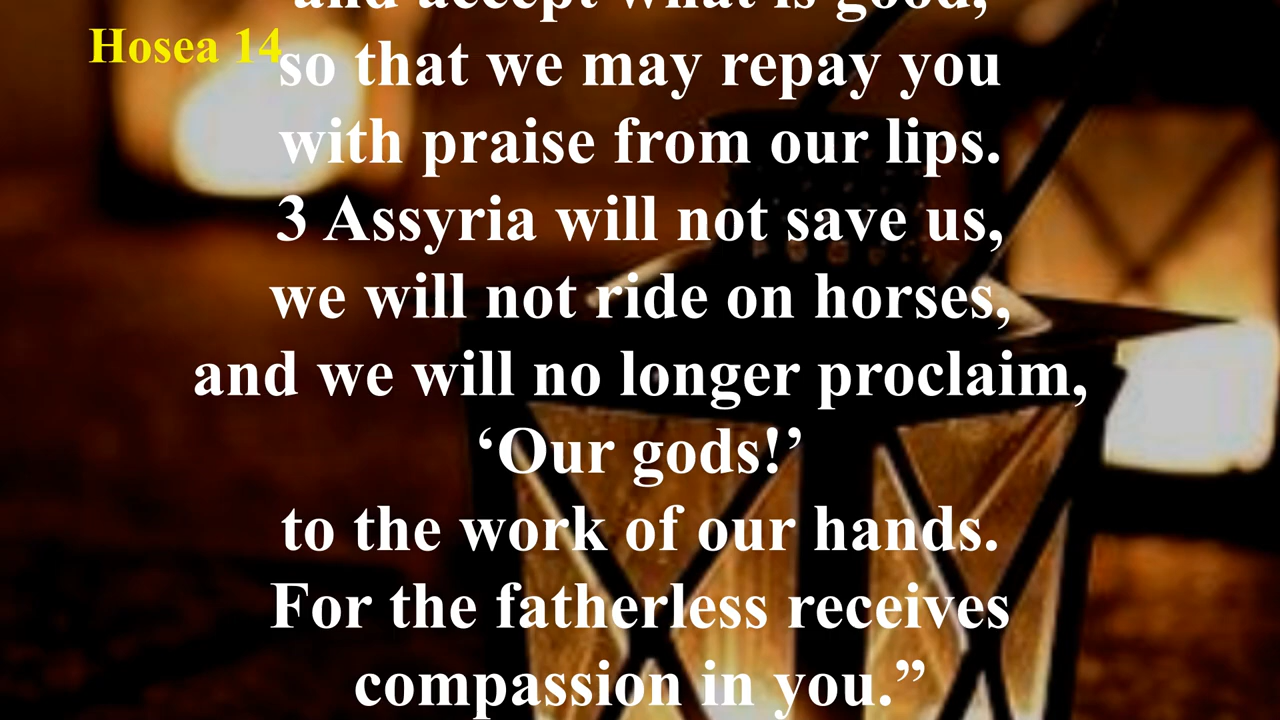 and accept what is good,
Hosea 14
so that we may repay you
with praise from our lips.
3 Assyria will not save us,
we will not ride on horses,
and we will no longer proclaim,
‘Our gods!’
to the work of our hands.
For the fatherless receives
compassion in you.”